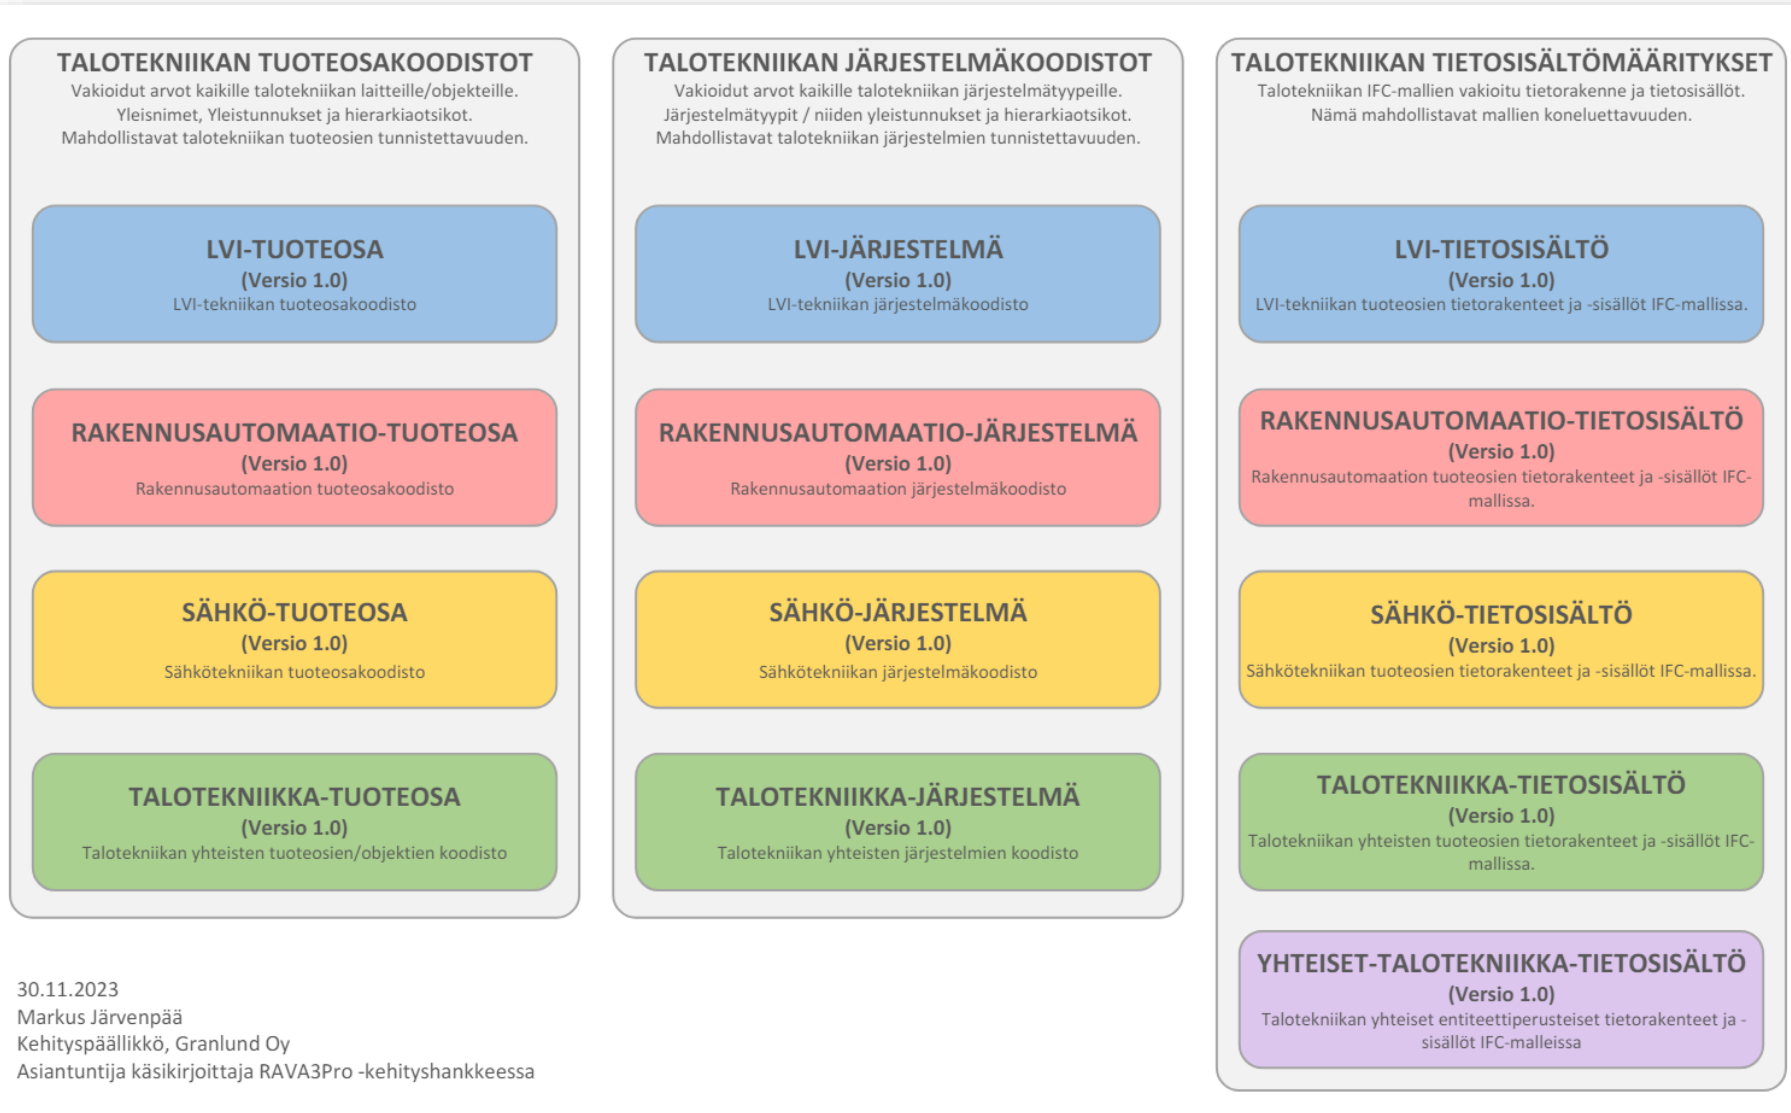 TALOTEKNIIKAN TUOTEOSAKOODISTOT
Vakioidut arvot kaikille talotekniikan laitteille/objekteille.
Yleisnimet, Yleistunnukset ja hierarkiaotsikot.
Mahdollistavat talotekniikan tuoteosien tunnistettavuuden.
LVI-TUOTEOSA
(Versio 1.0)
LVI-tekniikan tuoteosakoodisto
RAKENNUSAUTOMAATIO-TUOTEOSA
(Versio 1.0)
Rakennusautomaation tuoteosakoodisto
SÄHKÖ-TUOTEOSA
(Versio 1.0)
Sähkötekniikan tuoteosakoodisto
TALOTEKNIIKKA-TUOTEOSA
(Versio 1.0)
Talotekniikan yhteisten tuoteosien/objektien koodisto
TALOTEKNIIKAN JÄRJESTELMÄKOODISTOT
Vakioidut arvot kaikille talotekniikan järjestelmätyypeille.
Järjestelmätyypit / niiden yleistunnukset ja hierarkiaotsikot.
Mahdollistavat talotekniikan järjestelmien tunnistettavuuden.
LVI-JÄRJESTELMÄ
(Versio 1.0)
LVI-tekniikan järjestelmäkoodisto
RAKENNUSAUTOMAATIO-JÄRJESTELMÄ
(Versio 1.0)
Rakennusautomaation järjestelmäkoodisto
SÄHKÖ-JÄRJESTELMÄ
(Versio 1.0)
Sähkötekniikan järjestelmäkoodisto
TALOTEKNIIKKA-JÄRJESTELMÄ
(Versio 1.0)
Talotekniikan yhteisten järjestelmien koodisto
TALOTEKNIIKAN TIETOSISÄLTÖMÄÄRITYKSET
Talotekniikan IFC-mallien vakioitu tietorakenne ja tietosisällöt.
Nämä mahdollistavat mallien koneluettavuuden.
LVI-TIETOSISÄLTÖ
(Versio 1.0)
LVI-tekniikan tuoteosien tietorakenteet ja -sisällöt IFC-mallissa.
RAKENNUSAUTOMAATIO-TIETOSISÄLTÖ
(Versio 1.0)
Rakennusautomaation tuoteosien tietorakenteet ja -sisällöt IFC-
mallissa.
SÄHKÖ-TIETOSISÄLTÖ
(Versio 1.0)
Sähkötekniikan tuoteosien tietorakenteet ja -sisällöt IFC-mallissa.
TALOTEKNIIKKA-TIETOSISÄLTÖ
(Versio 1.0)
Talotekniikan yhteisten tuoteosien tietorakenteet ja -sisällöt IFC-
mallissa.
YHTEISET-TALOTEKNIIKKA-TIETOSISÄLTÖ
(Versio 1.0)
Talotekniikan yhteiset entiteettiperusteiset tietorakenteet ja -
sisällöt IFC-malleissa
30.11.2023
Markus Järvenpää
Kehityspäällikkö, Granlund Oy
Asiantuntija käsikirjoittaja RAVA3Pro -kehityshankkeessa